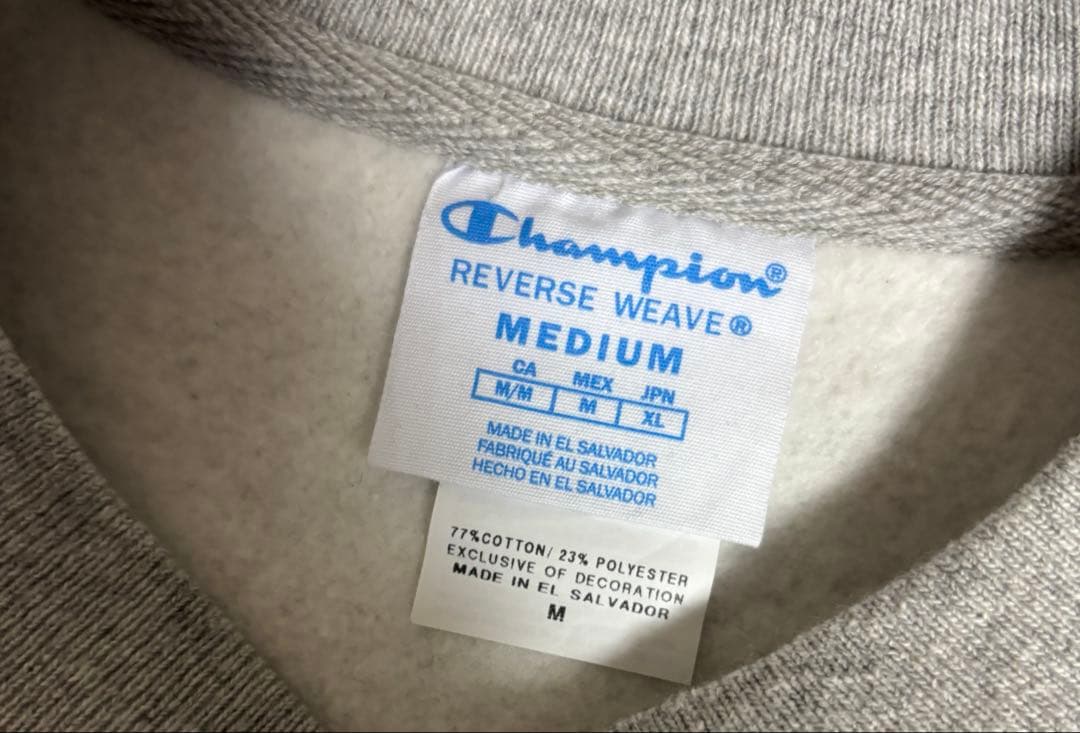 Champion®
REVERSE WEAVE®
MEDIUM
CA MEX JPN
M/M M XL
MADE IN EL SALVADOR
FABRIQUÉ AU SALVADOR
HECHO EN EL SALVADOR
77%COTTON/ 23% POLYESTER
EXCLUSIVE OF DECORATION
MADE IN EL SALVADOR
M